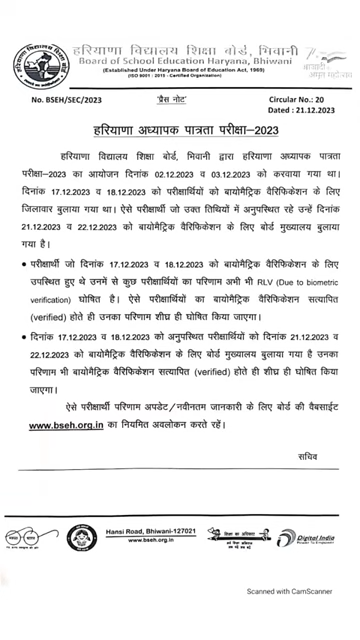 हरियाणा विद्यालय शिक्षा बोर्ड, भिवानी
Board of School Education Haryana, Bhiwani
(Established Under Haryana Board of Education Act, 1969)
(ISO 9001 : 2015 - Certified Organisation)
आज़ादी का
अमृत महोत्सव
No. BSEH/SEC/2023
'प्रैस नोट'
Circular No.: 20
Dated : 21.12.2023
हरियाणा अध्यापक पात्रता परीक्षा–2023
हरियाणा विद्यालय शिक्षा बोर्ड, भिवानी द्वारा हरियाणा अध्यापक पात्रता
परीक्षा–2023 का आयोजन दिनांक 02.12.2023 व 03.12.2023 को करवाया गया था।
दिनांक 17.12.2023 व 18.12.2023 को परीक्षार्थियों को बायोमैट्रिक वैरिफिकेशन के लिए
जिलावार बुलाया गया था। ऐसे परीक्षार्थी जो उक्त तिथियों में अनुपस्थित रहे उन्हें दिनांक
21.12.2023 व 22.12.2023 को बायोमैट्रिक वैरिफिकेशन के लिए बोर्ड मुख्यालय बुलाया
गया है।
• परीक्षार्थी जो दिनांक 17.12.2023 व 18.12.2023 को बायोमैट्रिक वैरिफिकेशन के लिए
उपस्थित हुए थे उनमें से कुछ परीक्षार्थियों का परिणाम अभी भी RLV (Due to biometric
verification) घोषित है। ऐसे परीक्षार्थियों का बायोमैट्रिक वैरिफिकेशन सत्यापित
(verified) होते ही उनका परिणाम शीघ्र ही घोषित किया जाएगा।
• दिनांक 17.12.2023 व 18.12.2023 को अनुपस्थित परीक्षार्थियों को दिनांक 21.12.2023 व
22.12.2023 को बायोमैट्रिक वैरिफिकेशन के लिए बोर्ड मुख्यालय बुलाया गया है उनका
परिणाम भी बायोमैट्रिक वैरिफिकेशन सत्यापित (verified) होते ही शीघ्र ही घोषित किया
जाएगा।
ऐसे परीक्षार्थी परिणाम अपडेट/नवीनतम जानकारी के लिए बोर्ड की वैबसाईट
www.bseh.org.in का नियमित अवलोकन करते रहें।
सचिव
Hansi Road, Bhiwani-127021
www.bseh.org.in
शिक्षा का अधिकार
Digital India
Power To Empower
Scanned with CamScanner